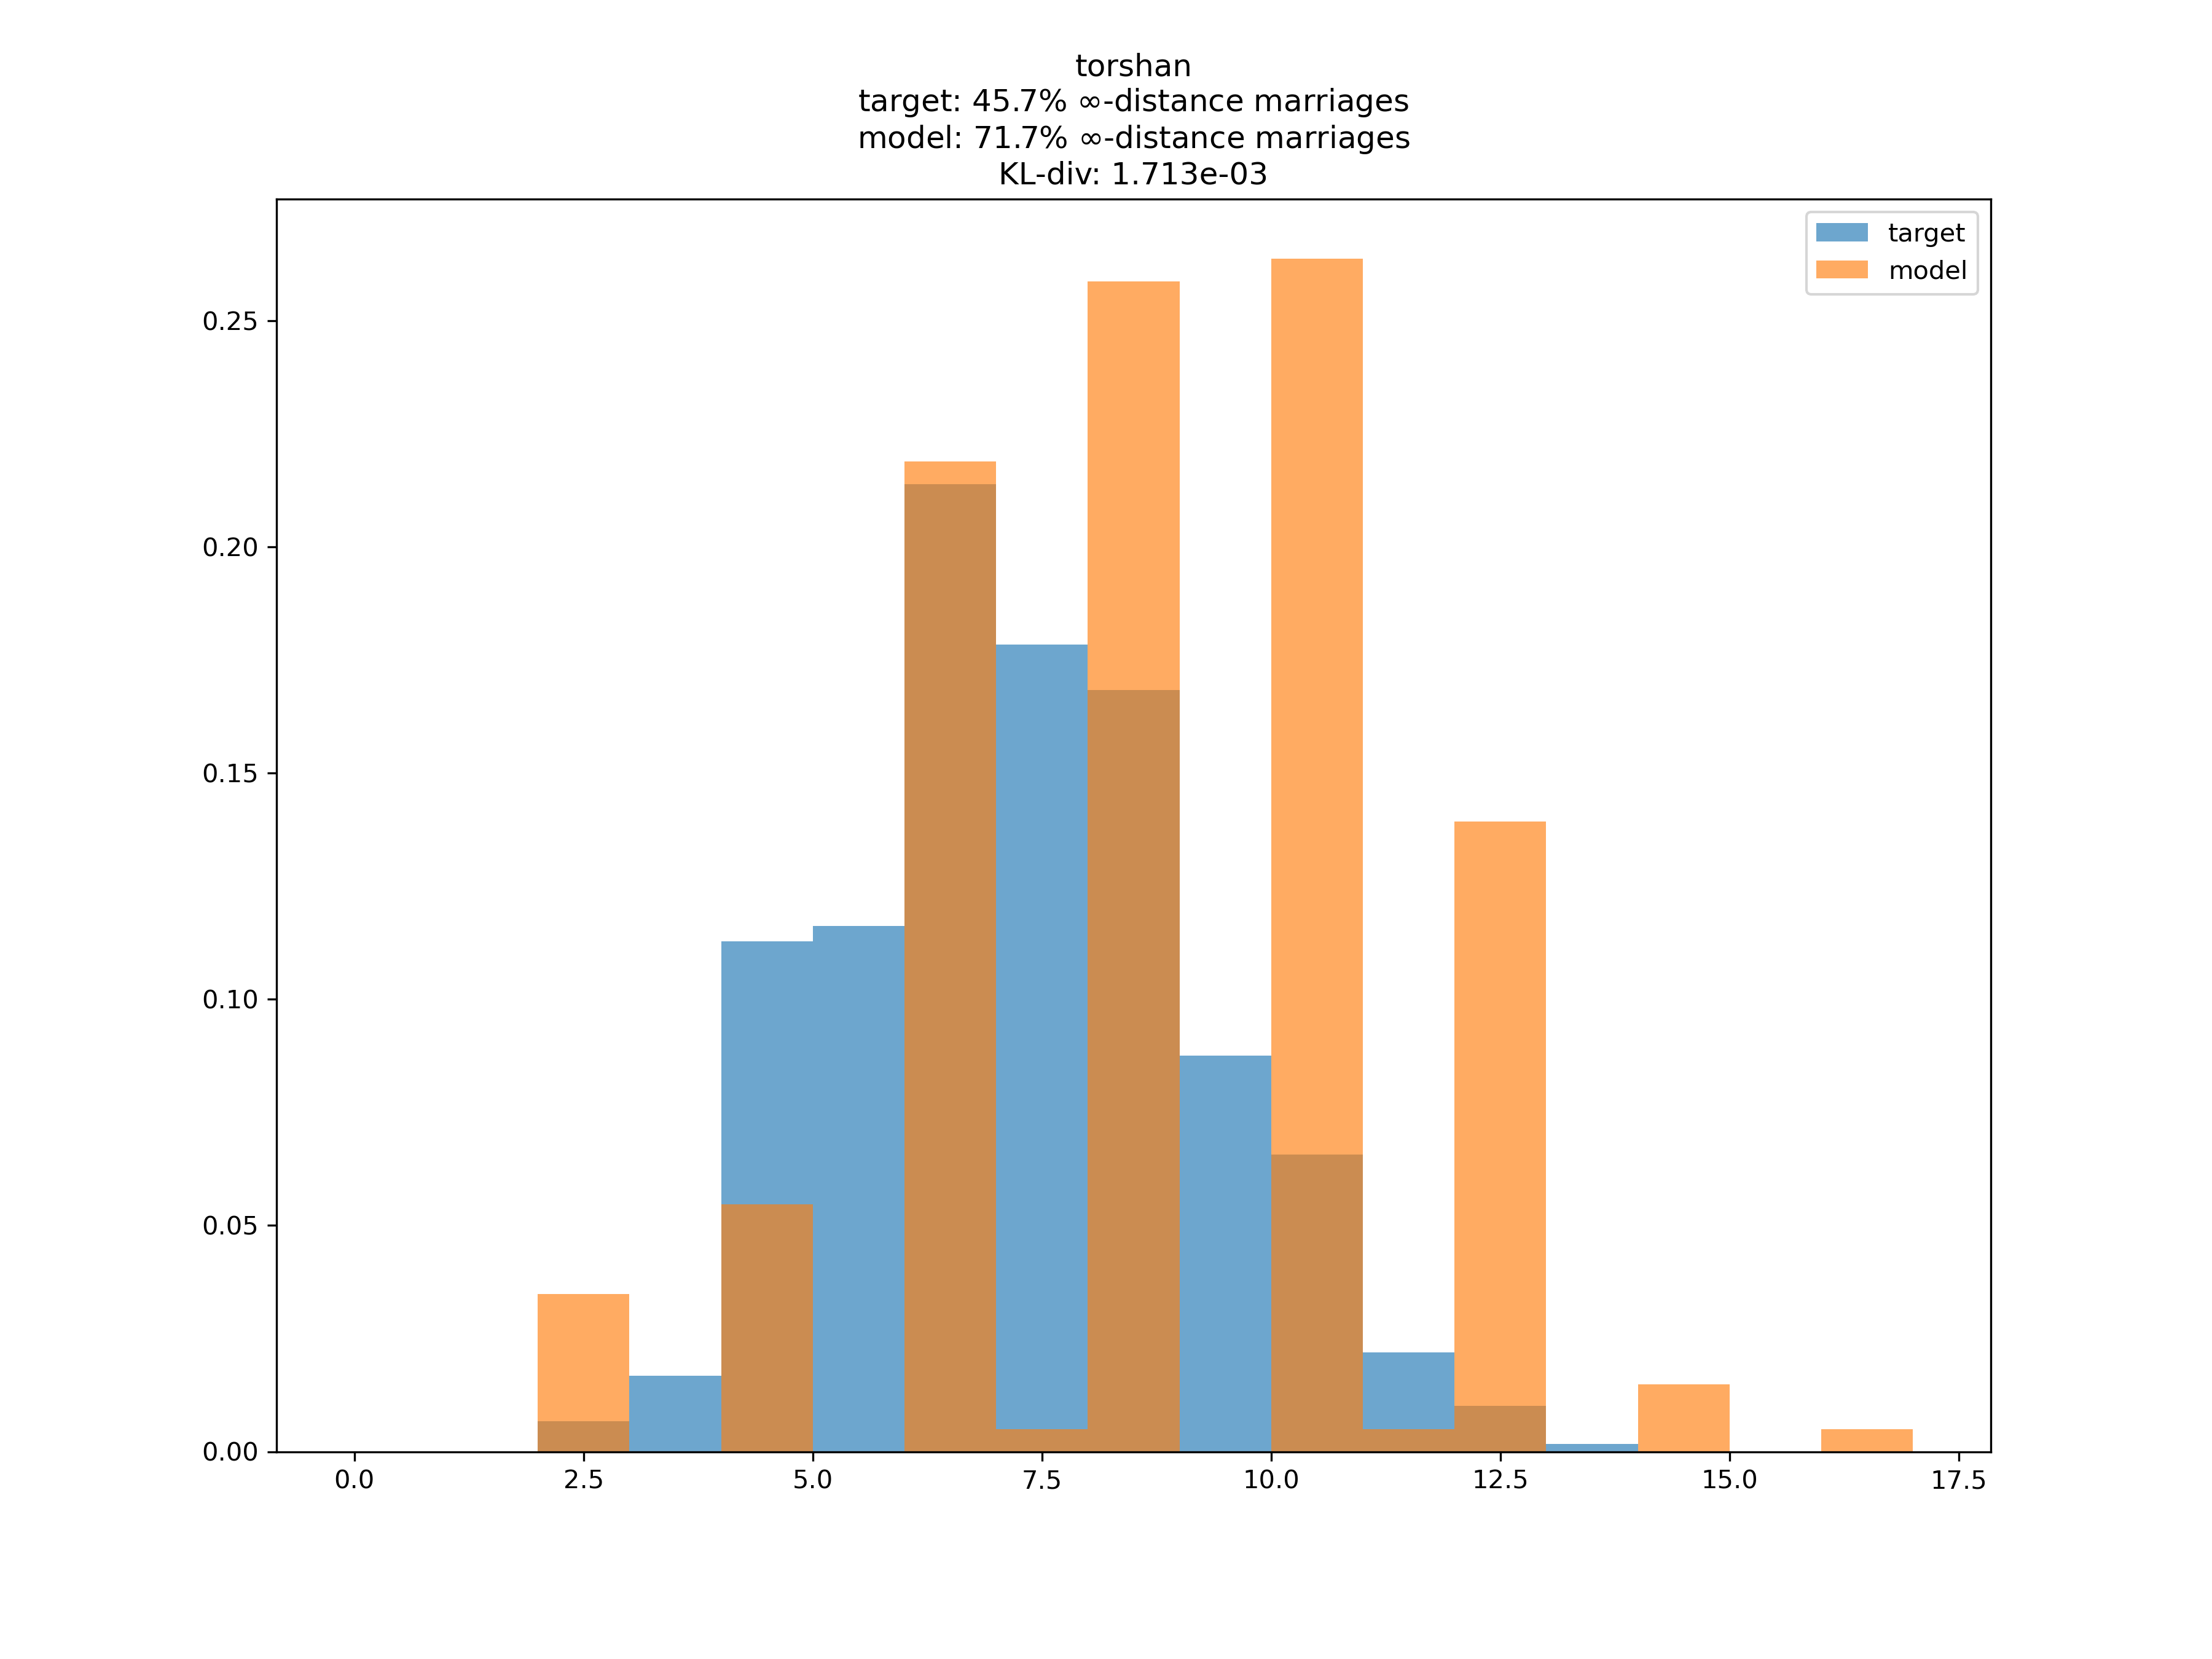 torshan
target: 45.7% ∞-distance marriages
model: 71.7% ∞-distance marriages
KL-div: 1.713e-03
target
model
0.25
0.20
0.15
0.10
0.05
0.00
0.0 2.5 5.0 7.5 10.0 12.5 15.0 17.5